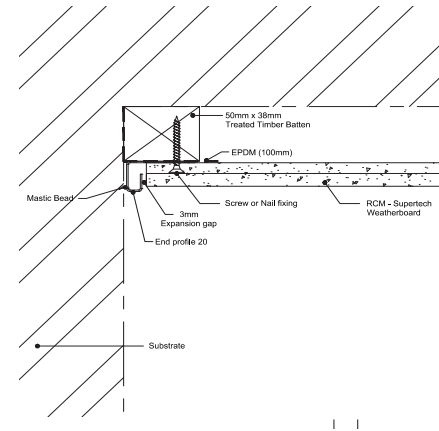 50mm x 38mm
Treated Timber Batten
EPDM (100mm)
Mastic Bead
3mm
Expansion gap
Screw or Nail fixing
RCM - Supertech
Weatherboard
End profile 20
Substrate